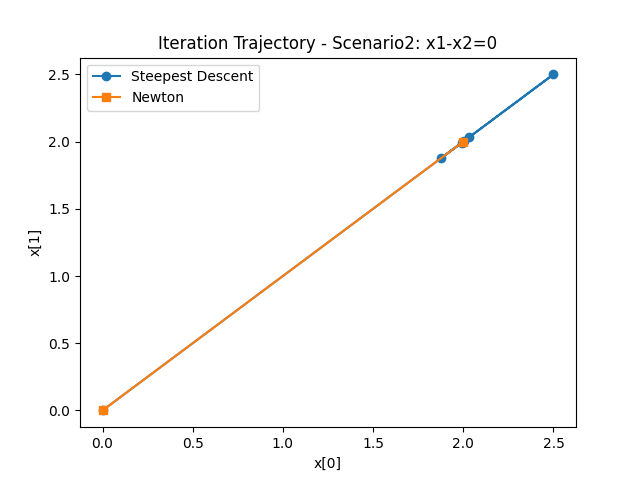 Iteration Trajectory - Scenario2: x1-x2=0
Steepest Descent
Newton
2.5
2.0
1.5
1.0
0.5
0.0
x[1]
0.0 0.5 1.0 1.5 2.0 2.5
x[0]